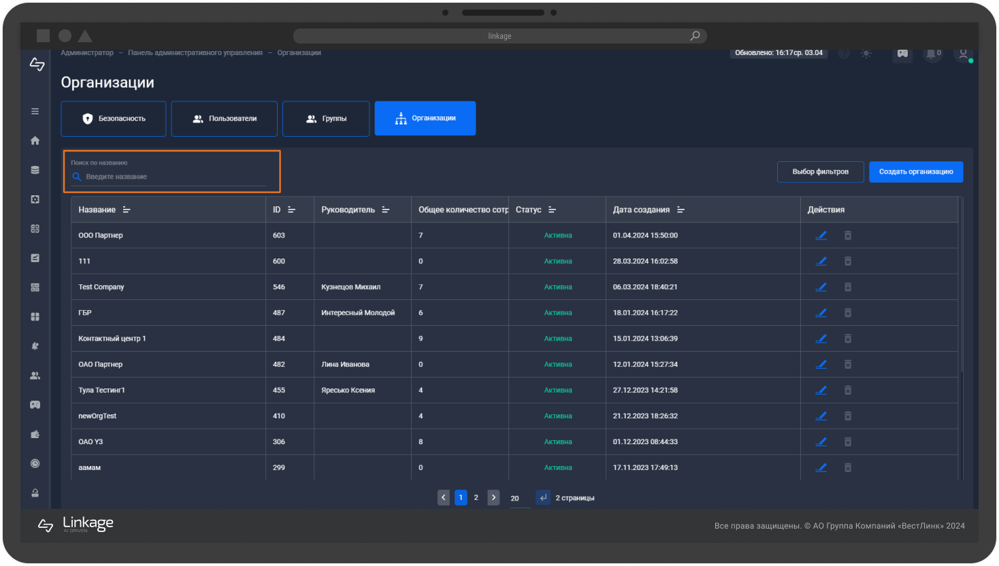 linkage
Администратор – Панель административного управления – Организации
Обновлено: 16:17 ср. 03.04
0
Организации
Безопасность
Пользователи
Группы
Организации
Поиск по названию
Введите название
Выбор фильтров
Создать организацию
Название ID Руководитель Общее количество сотр Статус Дата создания Действия
ООО Партнер 603 7 Активна 01.04.2024 15:50:00
111 600 0 Активна 28.03.2024 16:02:58
Test Company 546 Кузнецов Михаил 7 Активна 06.03.2024 18:40:21
ГБР 487 Интересный Молодой 6 Активна 18.01.2024 16:17:22
Контактный центр 1 484 9 Активна 15.01.2024 13:06:39
ОАО Партнер 482 Лина Иванова 0 Активна 12.01.2024 15:27:34
Тула Тестинг1 455 Яресько Ксения 4 Активна 27.12.2023 14:21:58
newOrgTest 410 4 Активна 21.12.2023 18:26:32
ОАО УЗ 306 8 Активна 01.12.2023 08:44:33
аамам 299 0 Активна 17.11.2023 17:49:13
1 2 20 2 страницы
Linkage
AI DRIVEN
Все права защищены. © АО Группа Компаний «ВестЛинк» 2024